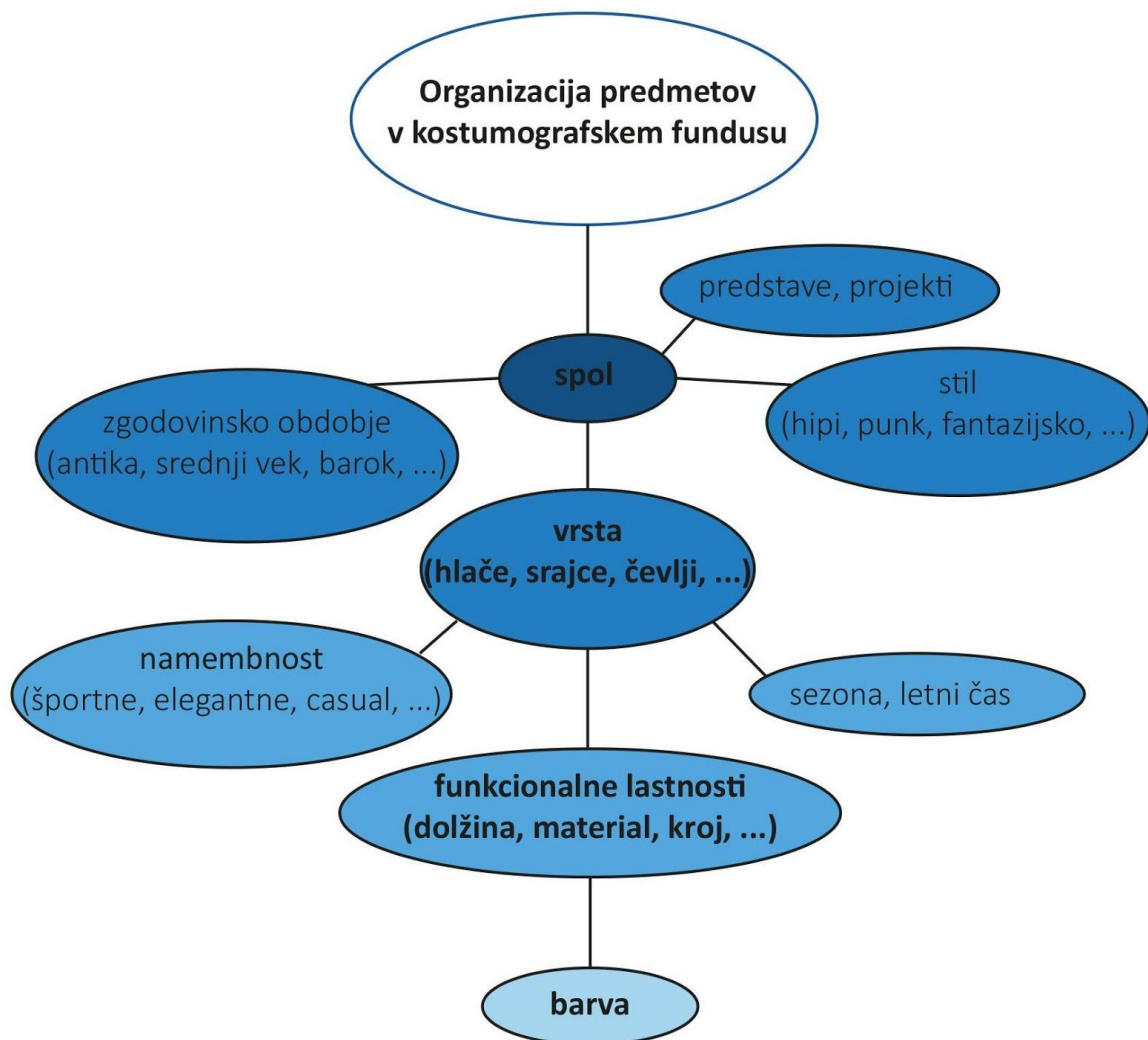 Organizacija predmetov
v kostumografskem fundusu
predstave, projekti
spol
stil
(hipi, punk, fantazijsko, ...)
zgodovinsko obdobje
(antika, srednji vek, barok, ...)
vrsta
(hlače, srajce, čevlji, ...)
namembnost
(športne, elegantne, casual, ...)
sezona, letni čas
funkcionalne lastnosti
(dolžina, material, kroj, ...)
barva